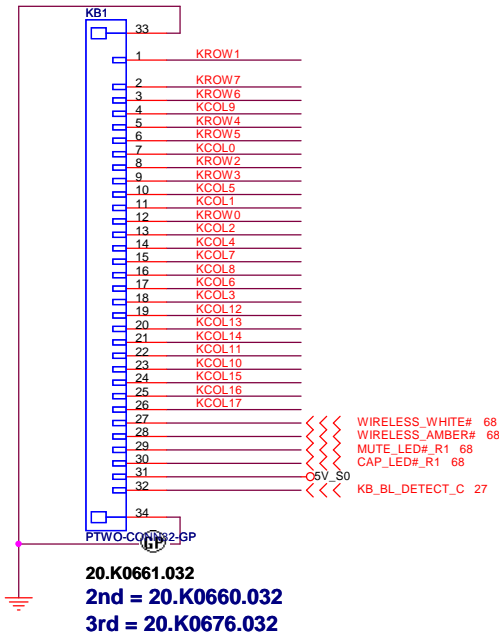 KB1
33
1 KROW1
2 KROW7
3 KROW6
4 KCOL9
5 KROW4
6 KROW5
7 KCOL0
8 KROW2
9 KROW3
10 KCOL5
11 KCOL1
12 KROW0
13 KCOL2
14 KCOL4
15 KCOL7
16 KCOL8
17 KCOL6
18 KCOL3
19 KCOL12
20 KCOL13
21 KCOL14
22 KCOL11
23 KCOL10
24 KCOL15
25 KCOL16
26 KCOL17
27 WIRELESS_WHITE# 68
28 WIRELESS_AMBER# 68
29 MUTE_LED#_R1 68
30 CAP_LED#_R1 68
31 5V_S0
32 KB_BL_DETECT_C 27
34
PTWO-CONN32-GP
GP
20.K0661.032
2nd = 20.K0660.032
3rd = 20.K0676.032